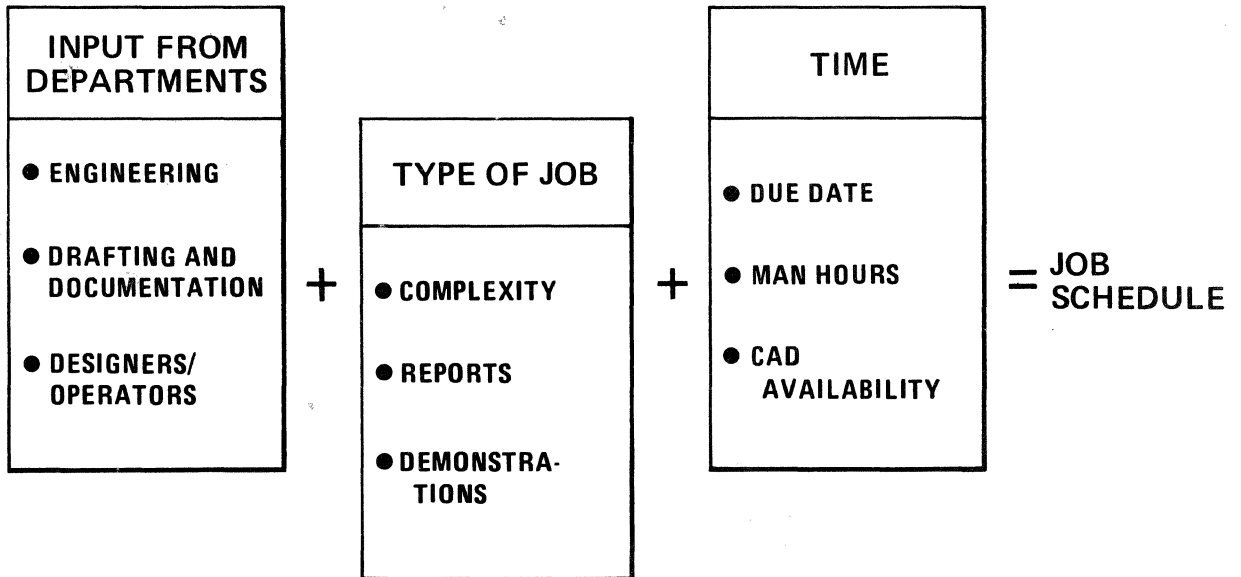 INPUT FROM
DEPARTMENTS
● ENGINEERING
● DRAFTING AND
DOCUMENTATION
● DESIGNERS/
OPERATORS
+
TYPE OF JOB
● COMPLEXITY
● REPORTS
● DEMONSTRA-
TIONS
+
TIME
● DUE DATE
● MAN HOURS
● CAD
AVAILABILITY
= JOB
SCHEDULE